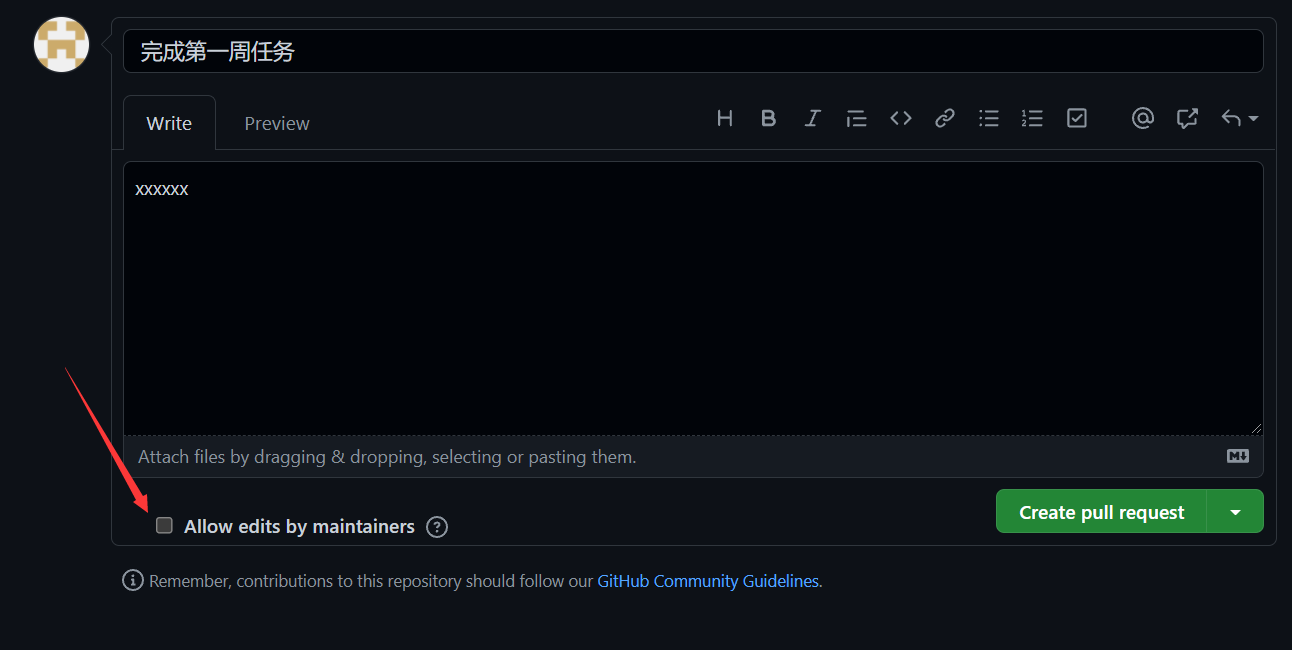 完成第一周任务
Write Preview
xxxxxx
Attach files by dragging & dropping, selecting or pasting them.
Allow edits by maintainers
Create pull request
Remember, contributions to this repository should follow our GitHub Community Guidelines.